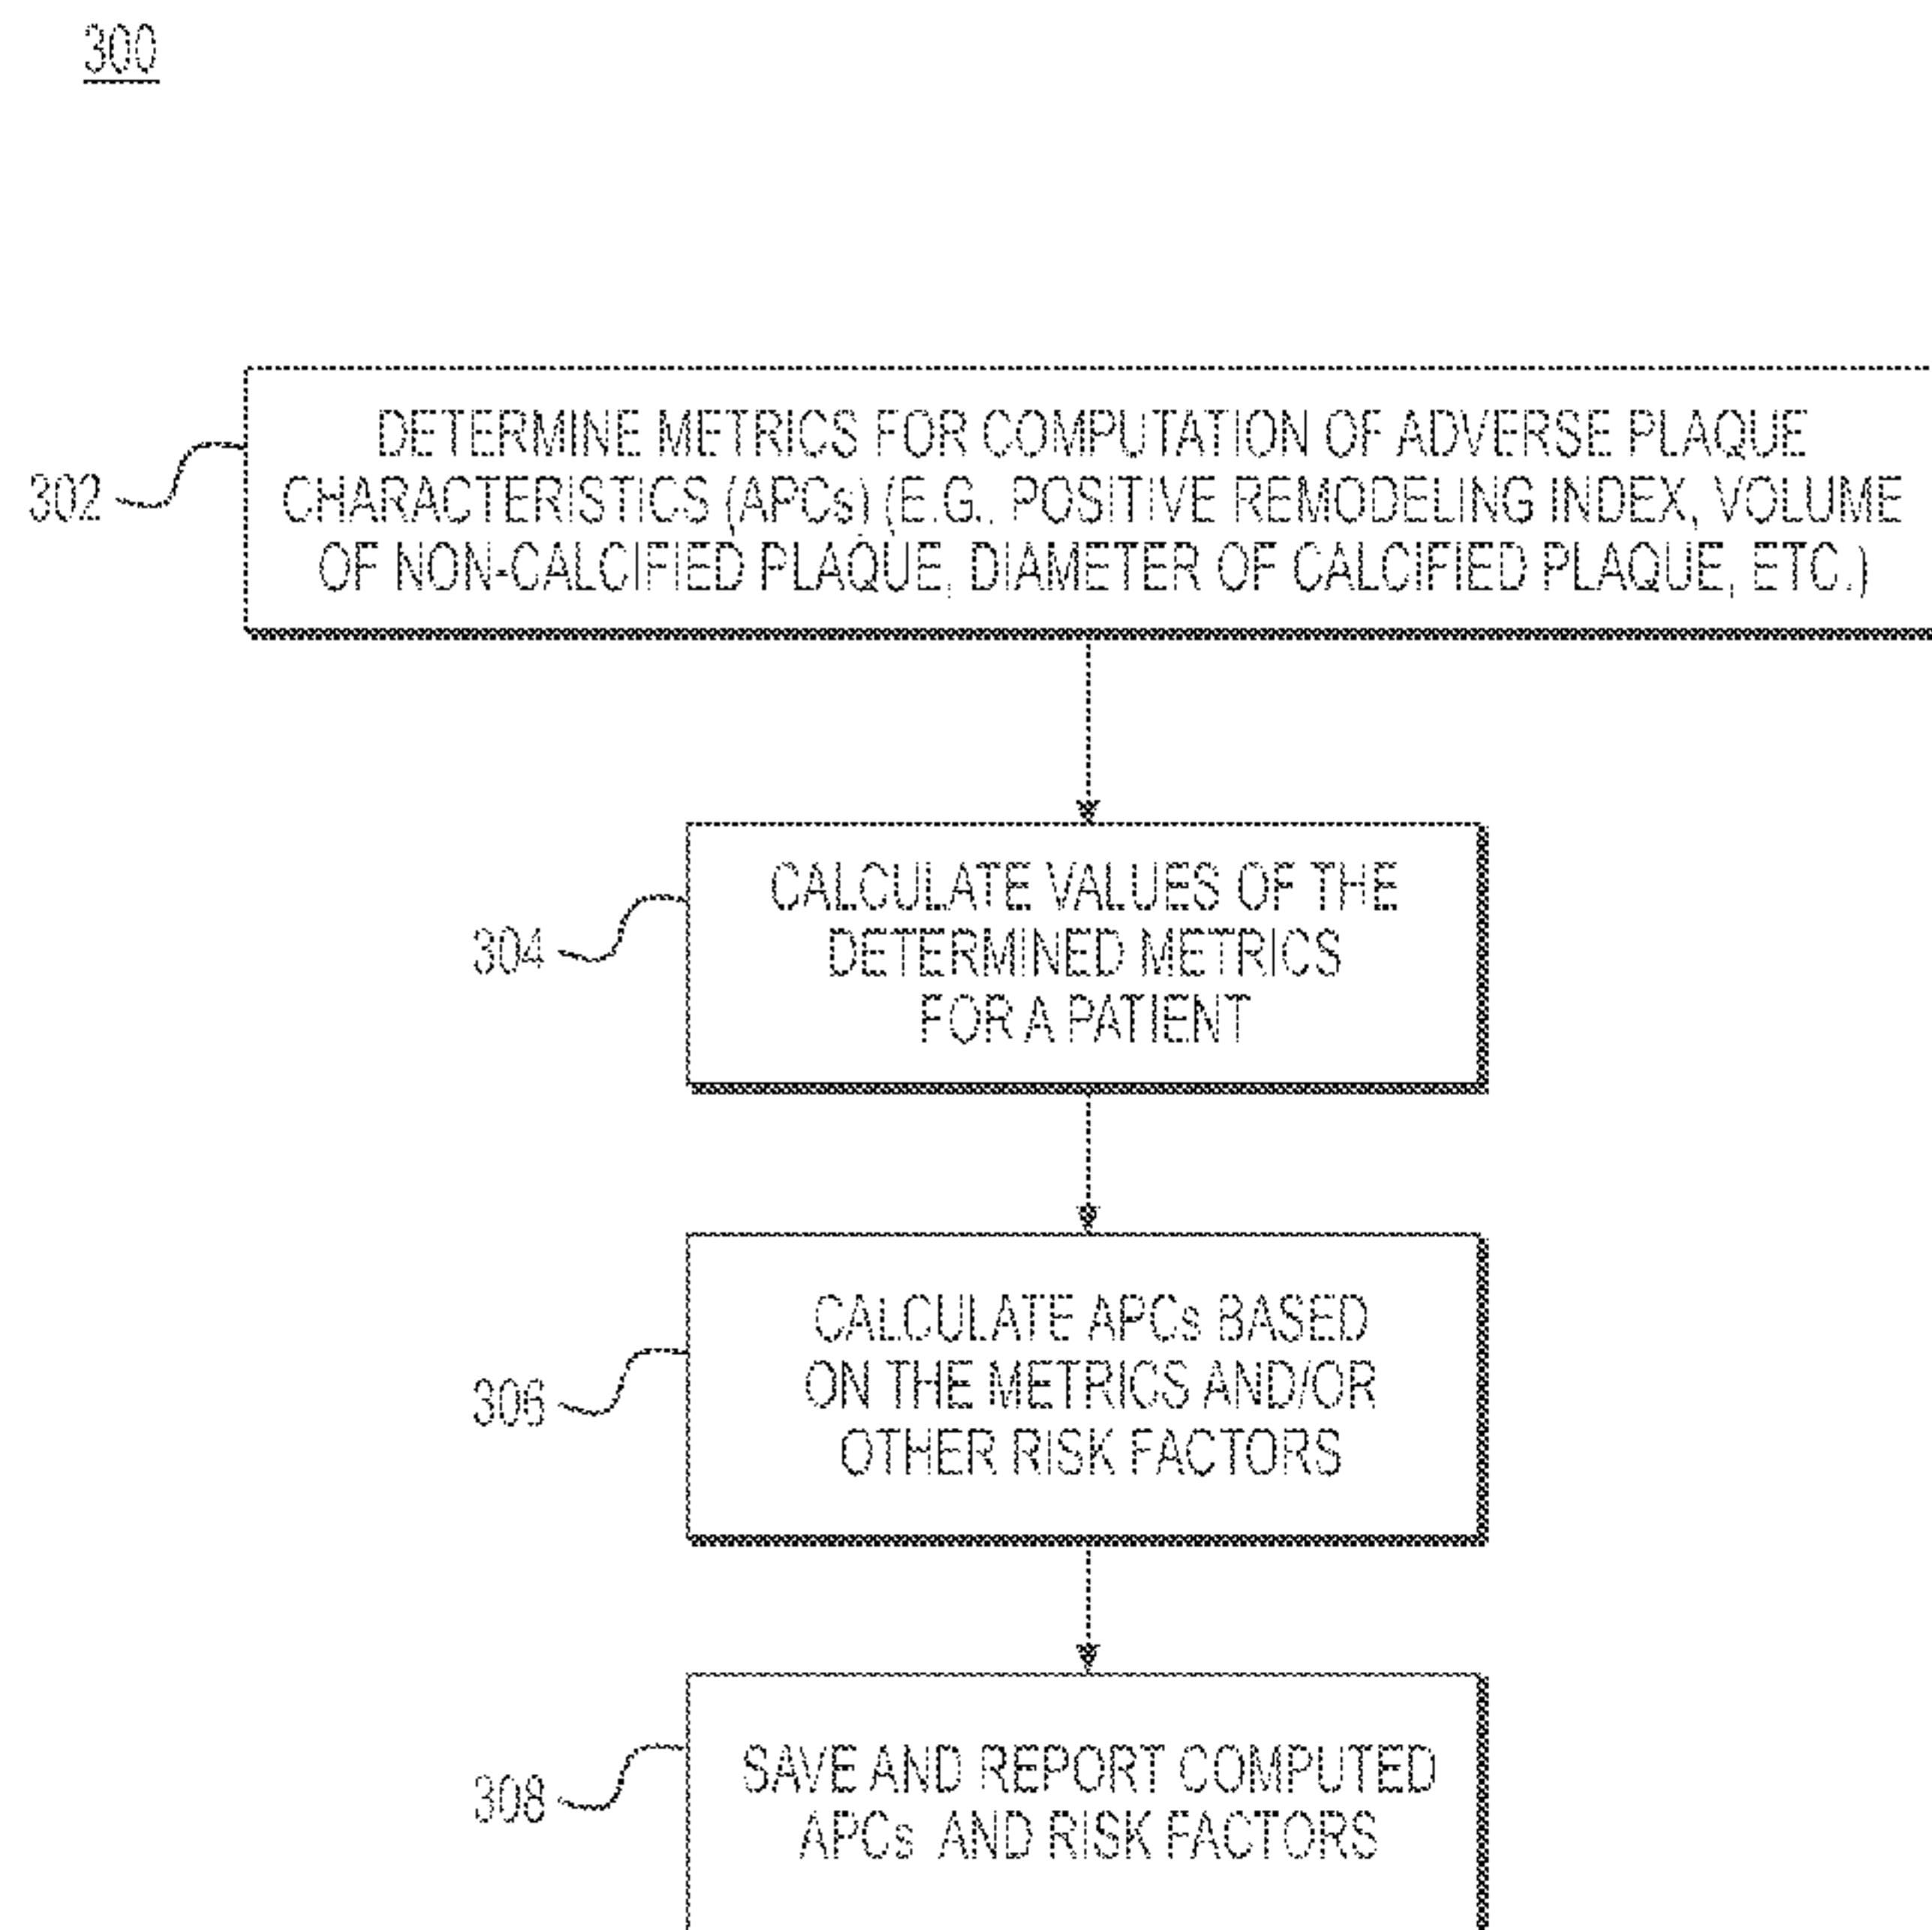 300
DETERMINE METRICS FOR COMPUTATION OF ADVERSE PLAQUE
302
CHARACTERISTICS (APCs) (E.G., POSITIVE REMODELING INDEX, VOLUME
OF NON-CALCIFIED PLAQUE, DIAMETER OF CALCIFIED PLAQUE, ETC.)
CALCULATE VALUES OF THE
304
DETERMINED METRICS
FOR A PATIENT
CALCULATE APCs BASED
306
ON THE METRICS AND/OR
OTHER RISK FACTORS
308
SAVE AND REPORT COMPUTED
APCs AND RISK FACTORS